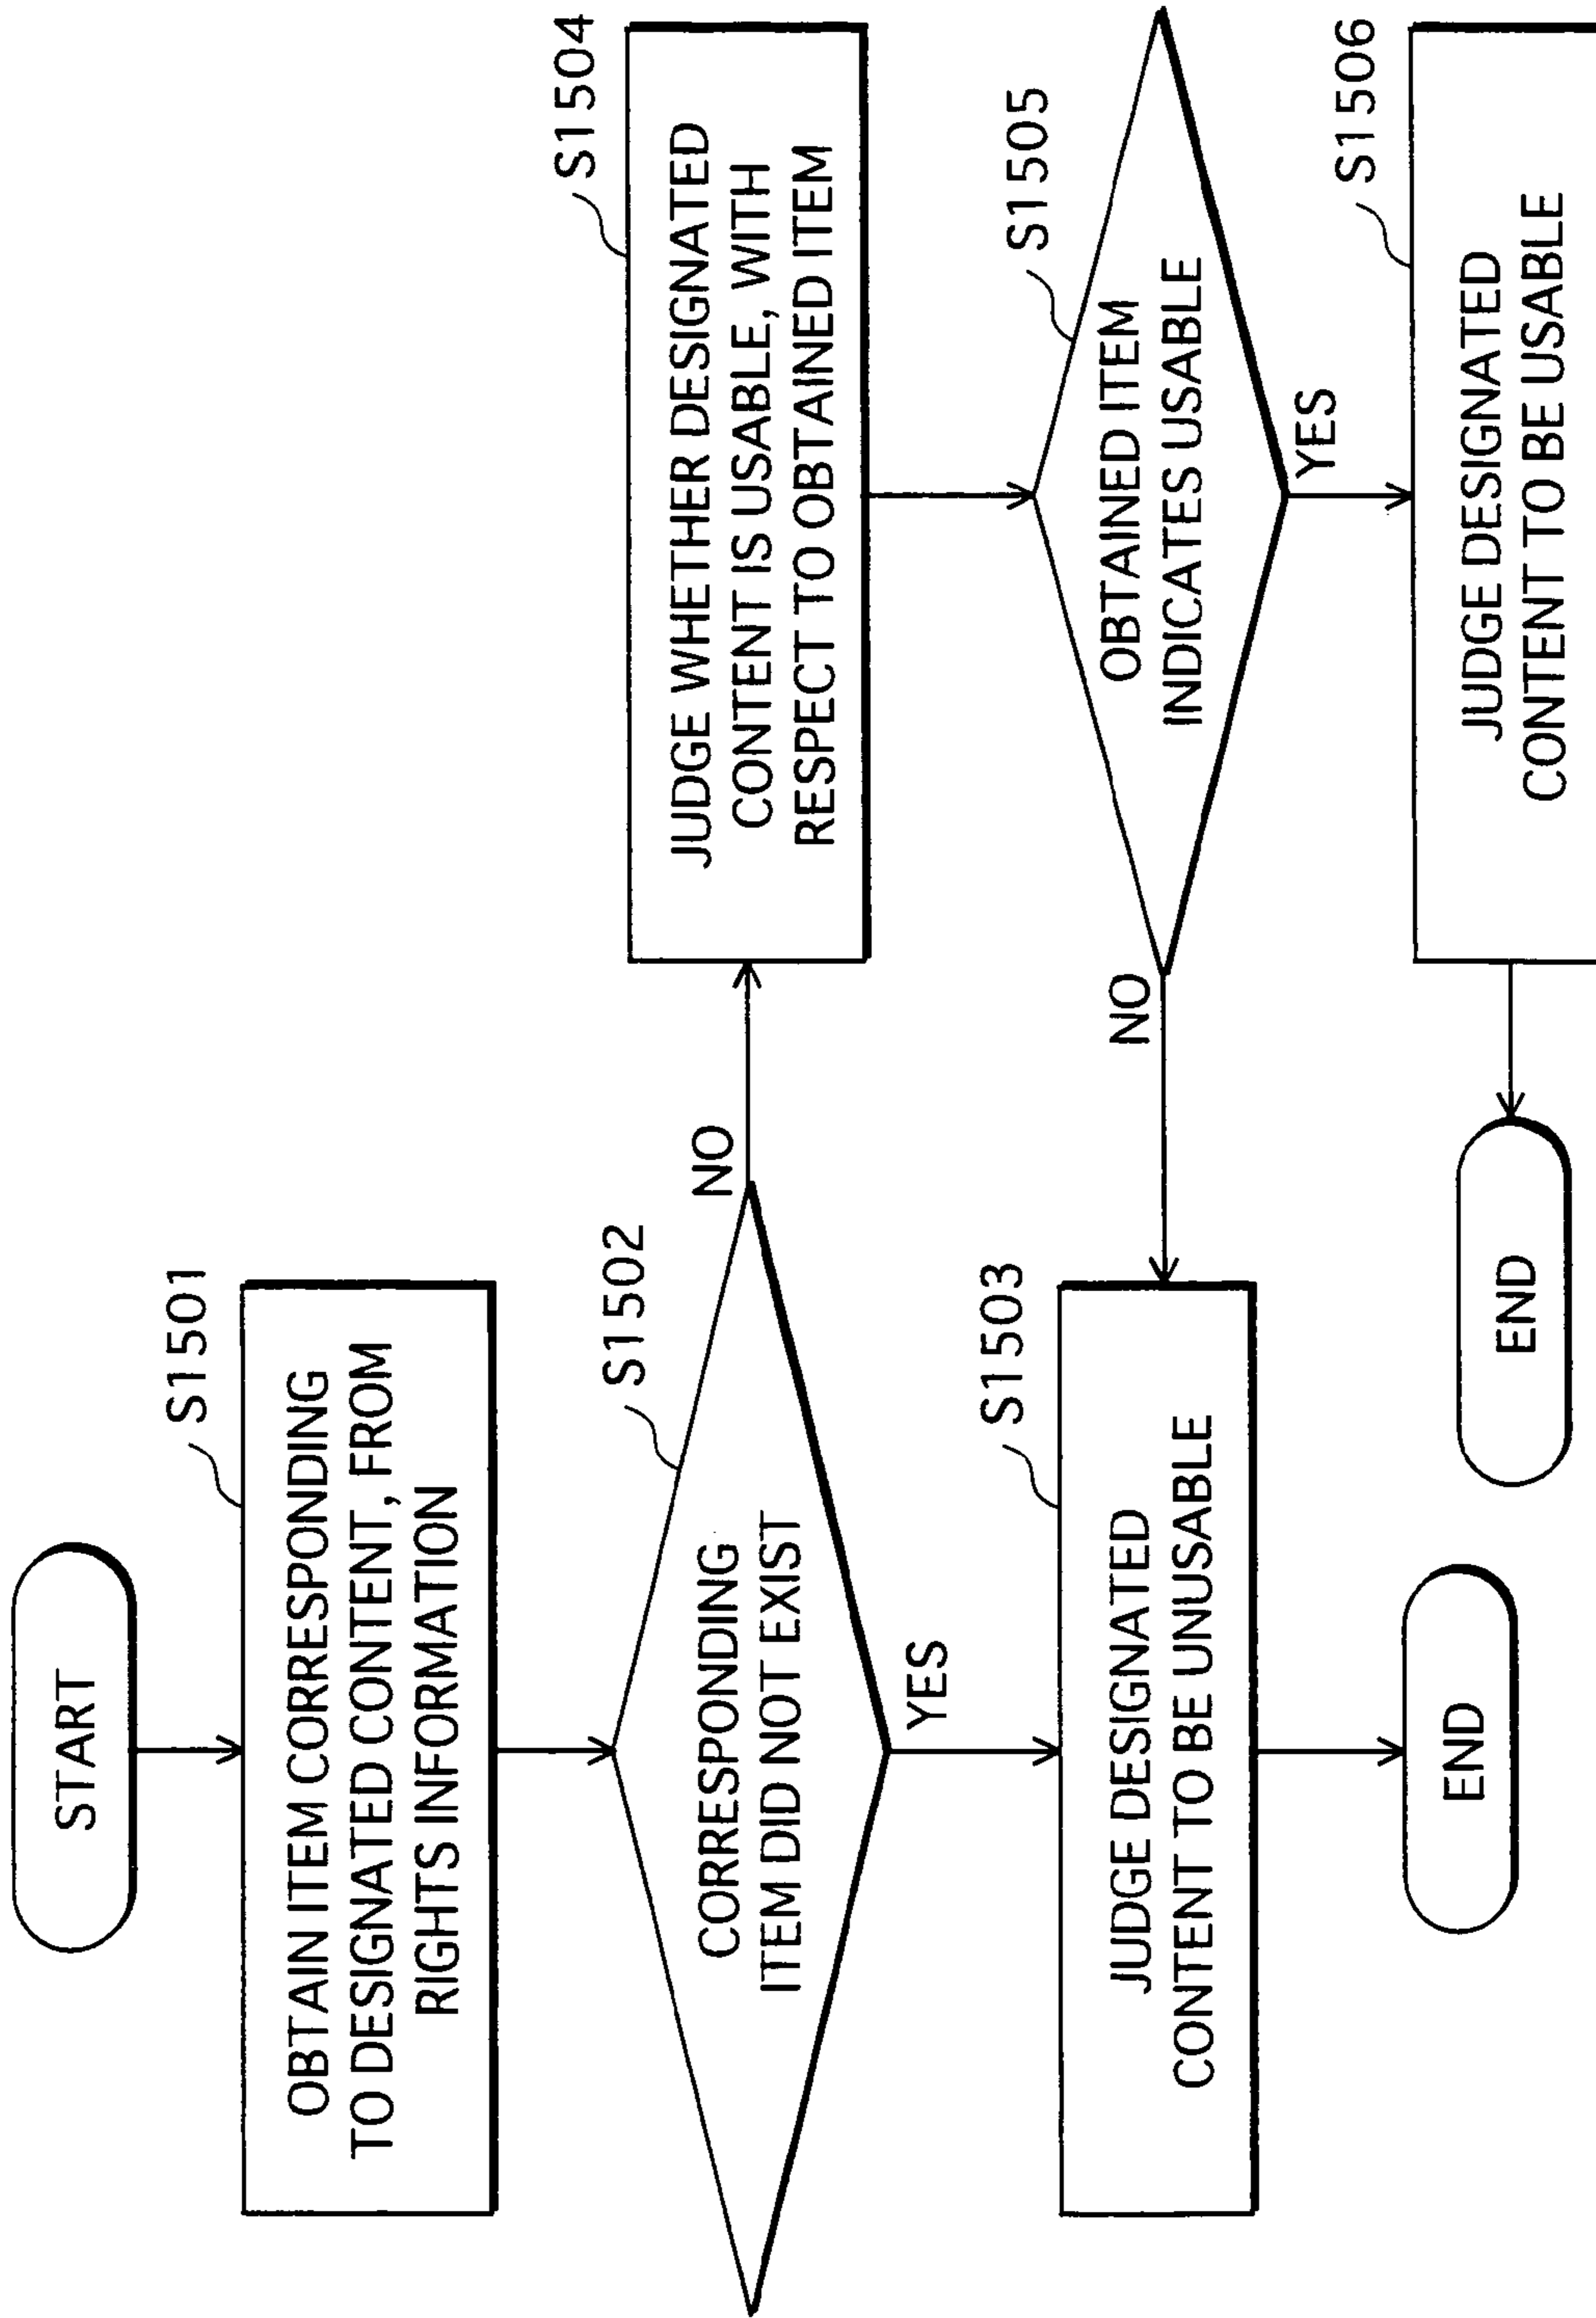 START
S1501
OBTAIN ITEM CORRESPONDING
TO DESIGNATED CONTENT, FROM
RIGHTS INFORMATION
S1502
CORRESPONDING
ITEM DID NOT EXIST
NO
YES
S1503
JUDGE DESIGNATED
CONTENT TO BE UNUSABLE
END
S1504
JUDGE WHETHER DESIGNATED
CONTENT IS USABLE, WITH
RESPECT TO OBTAINED ITEM
S1505
OBTAINED ITEM
INDICATES USABLE
NO
YES
S1506
JUDGE DESIGNATED
CONTENT TO BE USABLE
END